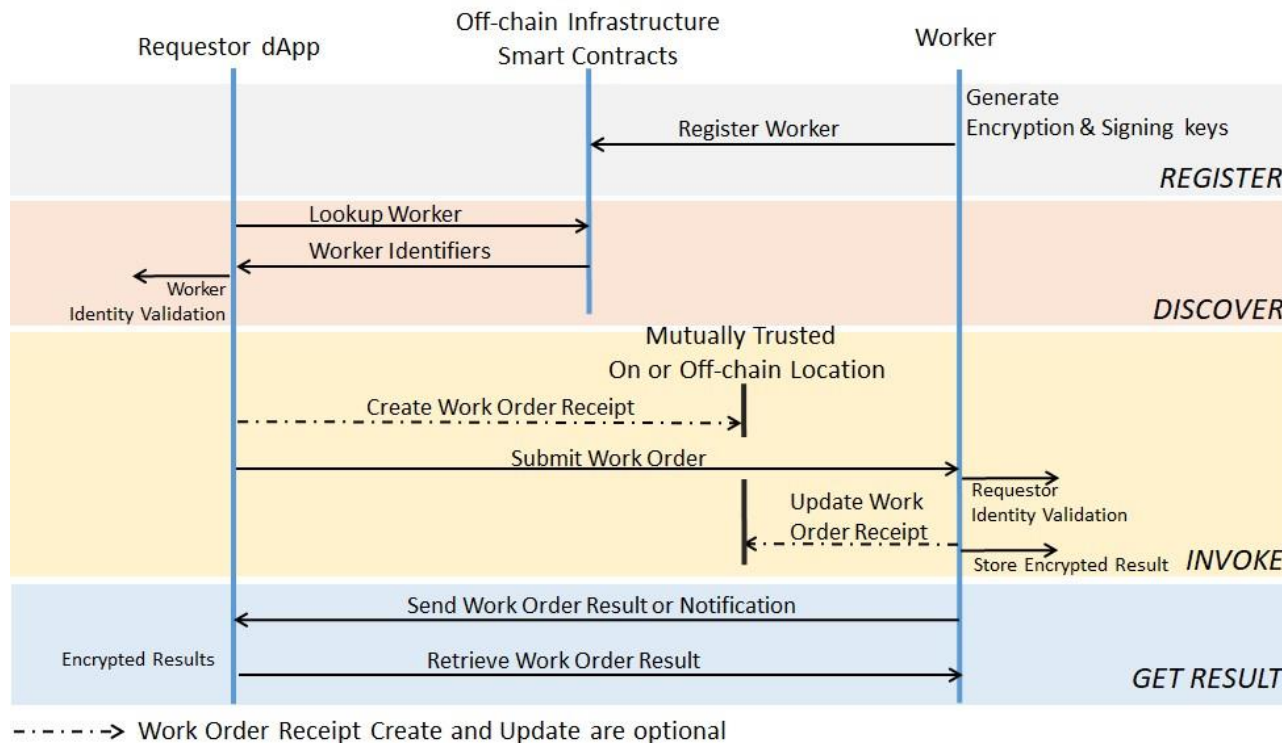 Off-chain Infrastructure
Requestor dApp
Smart Contracts
Worker
Generate
Encryption & Signing keys
Register Worker
REGISTER
Lookup Worker
Worker Identifiers
Worker
Identity Validation
DISCOVER
Mutually Trusted
On or Off-chain Location
Create Work Order Receipt
Submit Work Order
Requestor
Identity Validation
Update Work
Order Receipt
Store Encrypted Result
INVOKE
Send Work Order Result or Notification
Encrypted Results
Retrieve Work Order Result
GET RESULT
Work Order Receipt Create and Update are optional